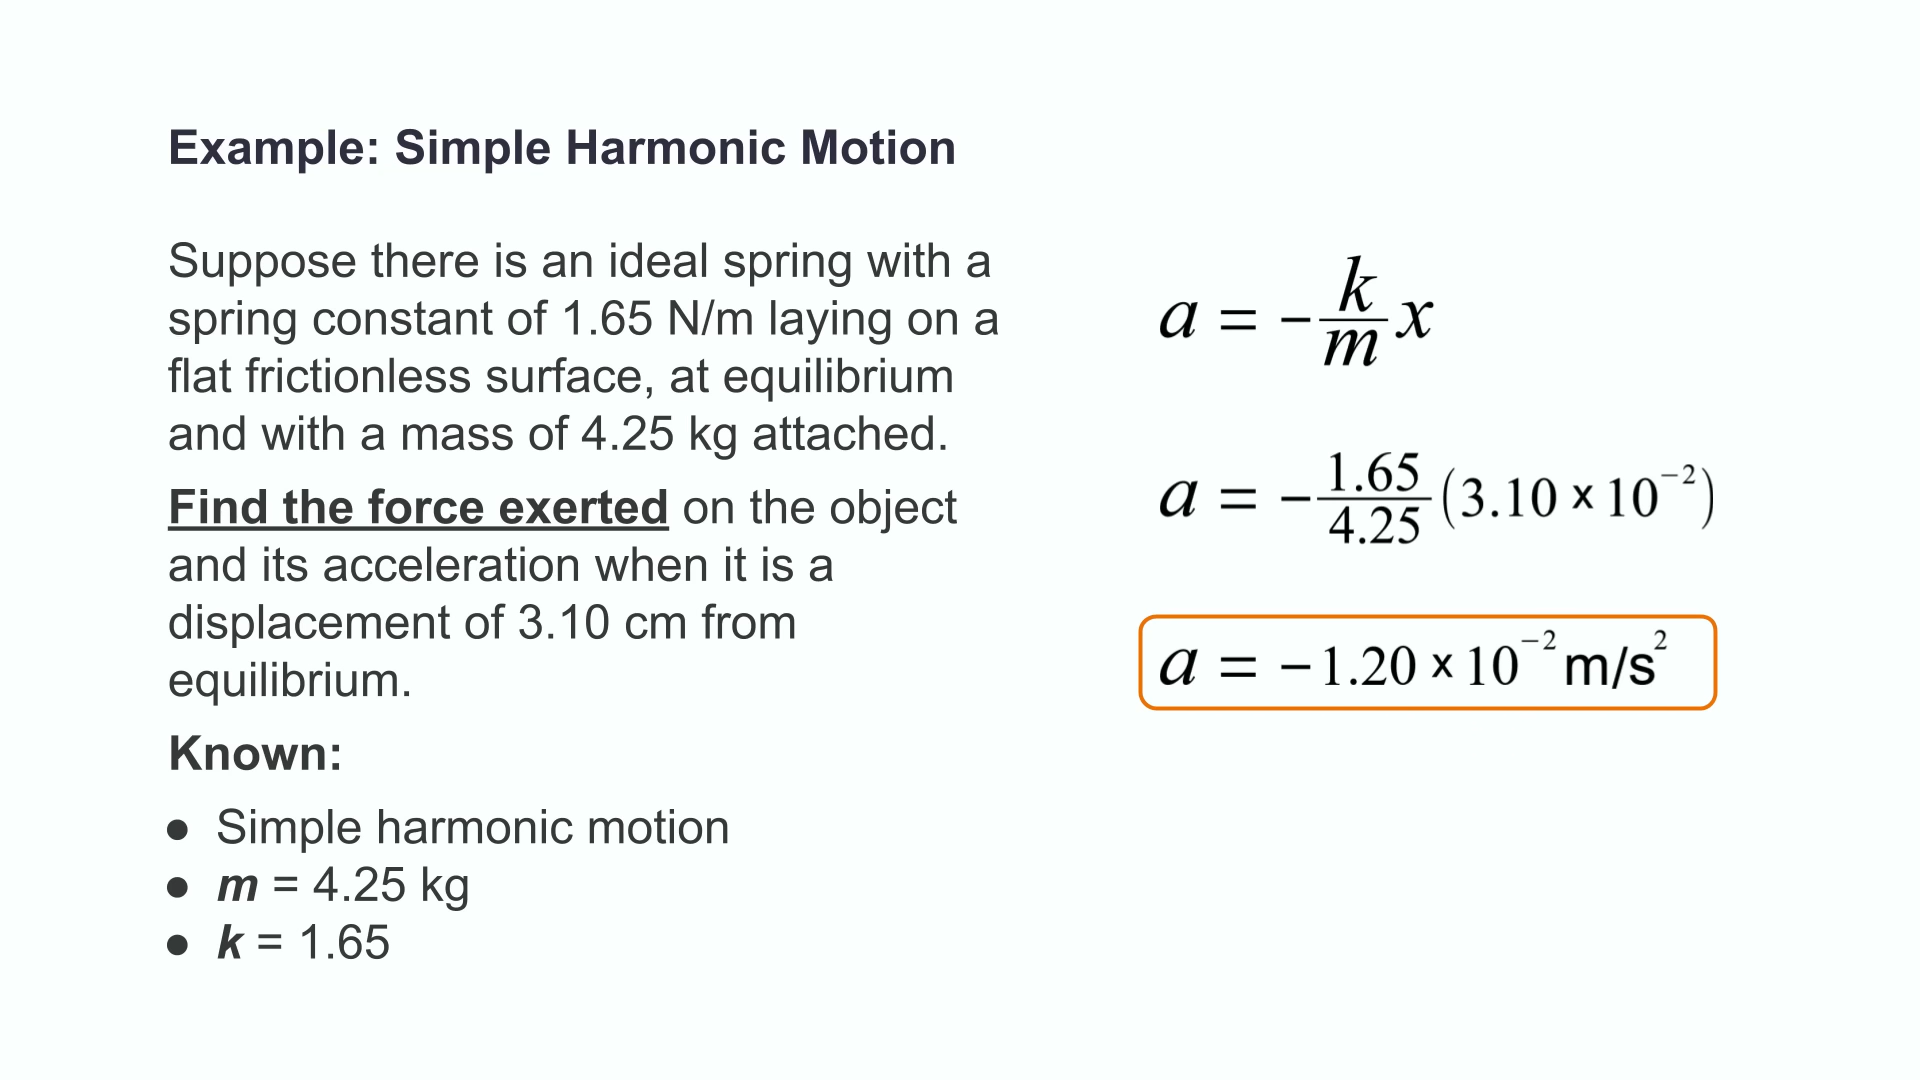 Example: Simple Harmonic Motion
Suppose there is an ideal spring with a
spring constant of 1.65 N/m laying on a
flat frictionless surface, at equilibrium
and with a mass of 4.25 kg attached.
Find the force exerted on the object
and its acceleration when it is a
displacement of 3.10 cm from
equilibrium.
Known:
● Simple harmonic motion
● m = 4.25 kg
● k = 1.65
a = −k/m x
a = −1.65/4.25 (3.10 × 10⁻²)
a = −1.20 × 10⁻² m/s²